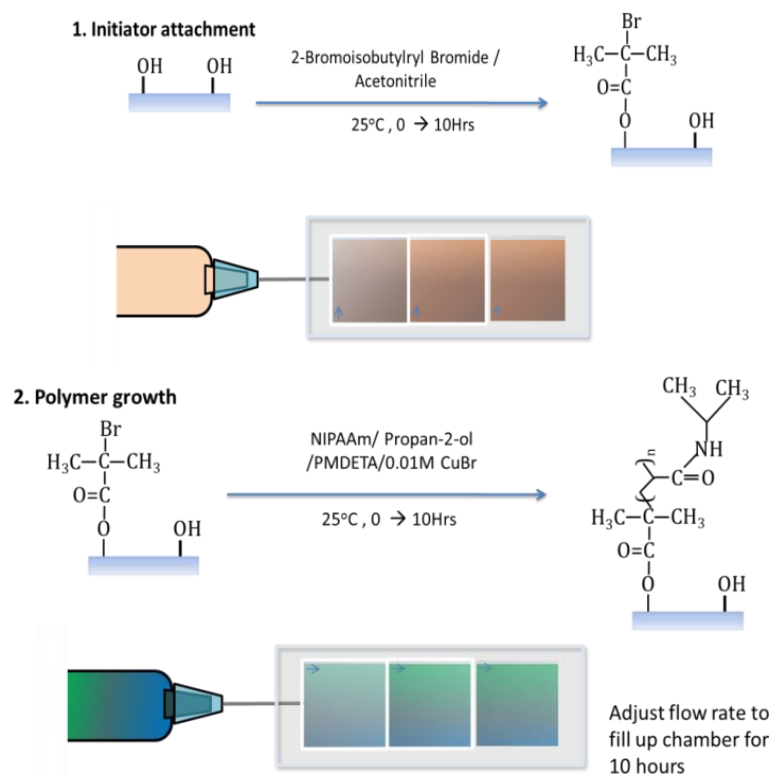 1. Initiator attachment
OH OH
2-Bromoisobutylryl Bromide /
Acetonitrile
25°C , 0 → 10Hrs
Br
H₃C–C–CH₃
O=C
O
OH
2. Polymer growth
Br
H₃C–C–CH₃
O=C
O
OH
NIPAAm/ Propan-2-ol
/PMDETA/0.01M CuBr
25°C , 0 → 10Hrs
CH₃ CH₃
NH
n
C=O
H₃C–C–CH₃
O=C
O
OH
Adjust flow rate to
fill up chamber for
10 hours